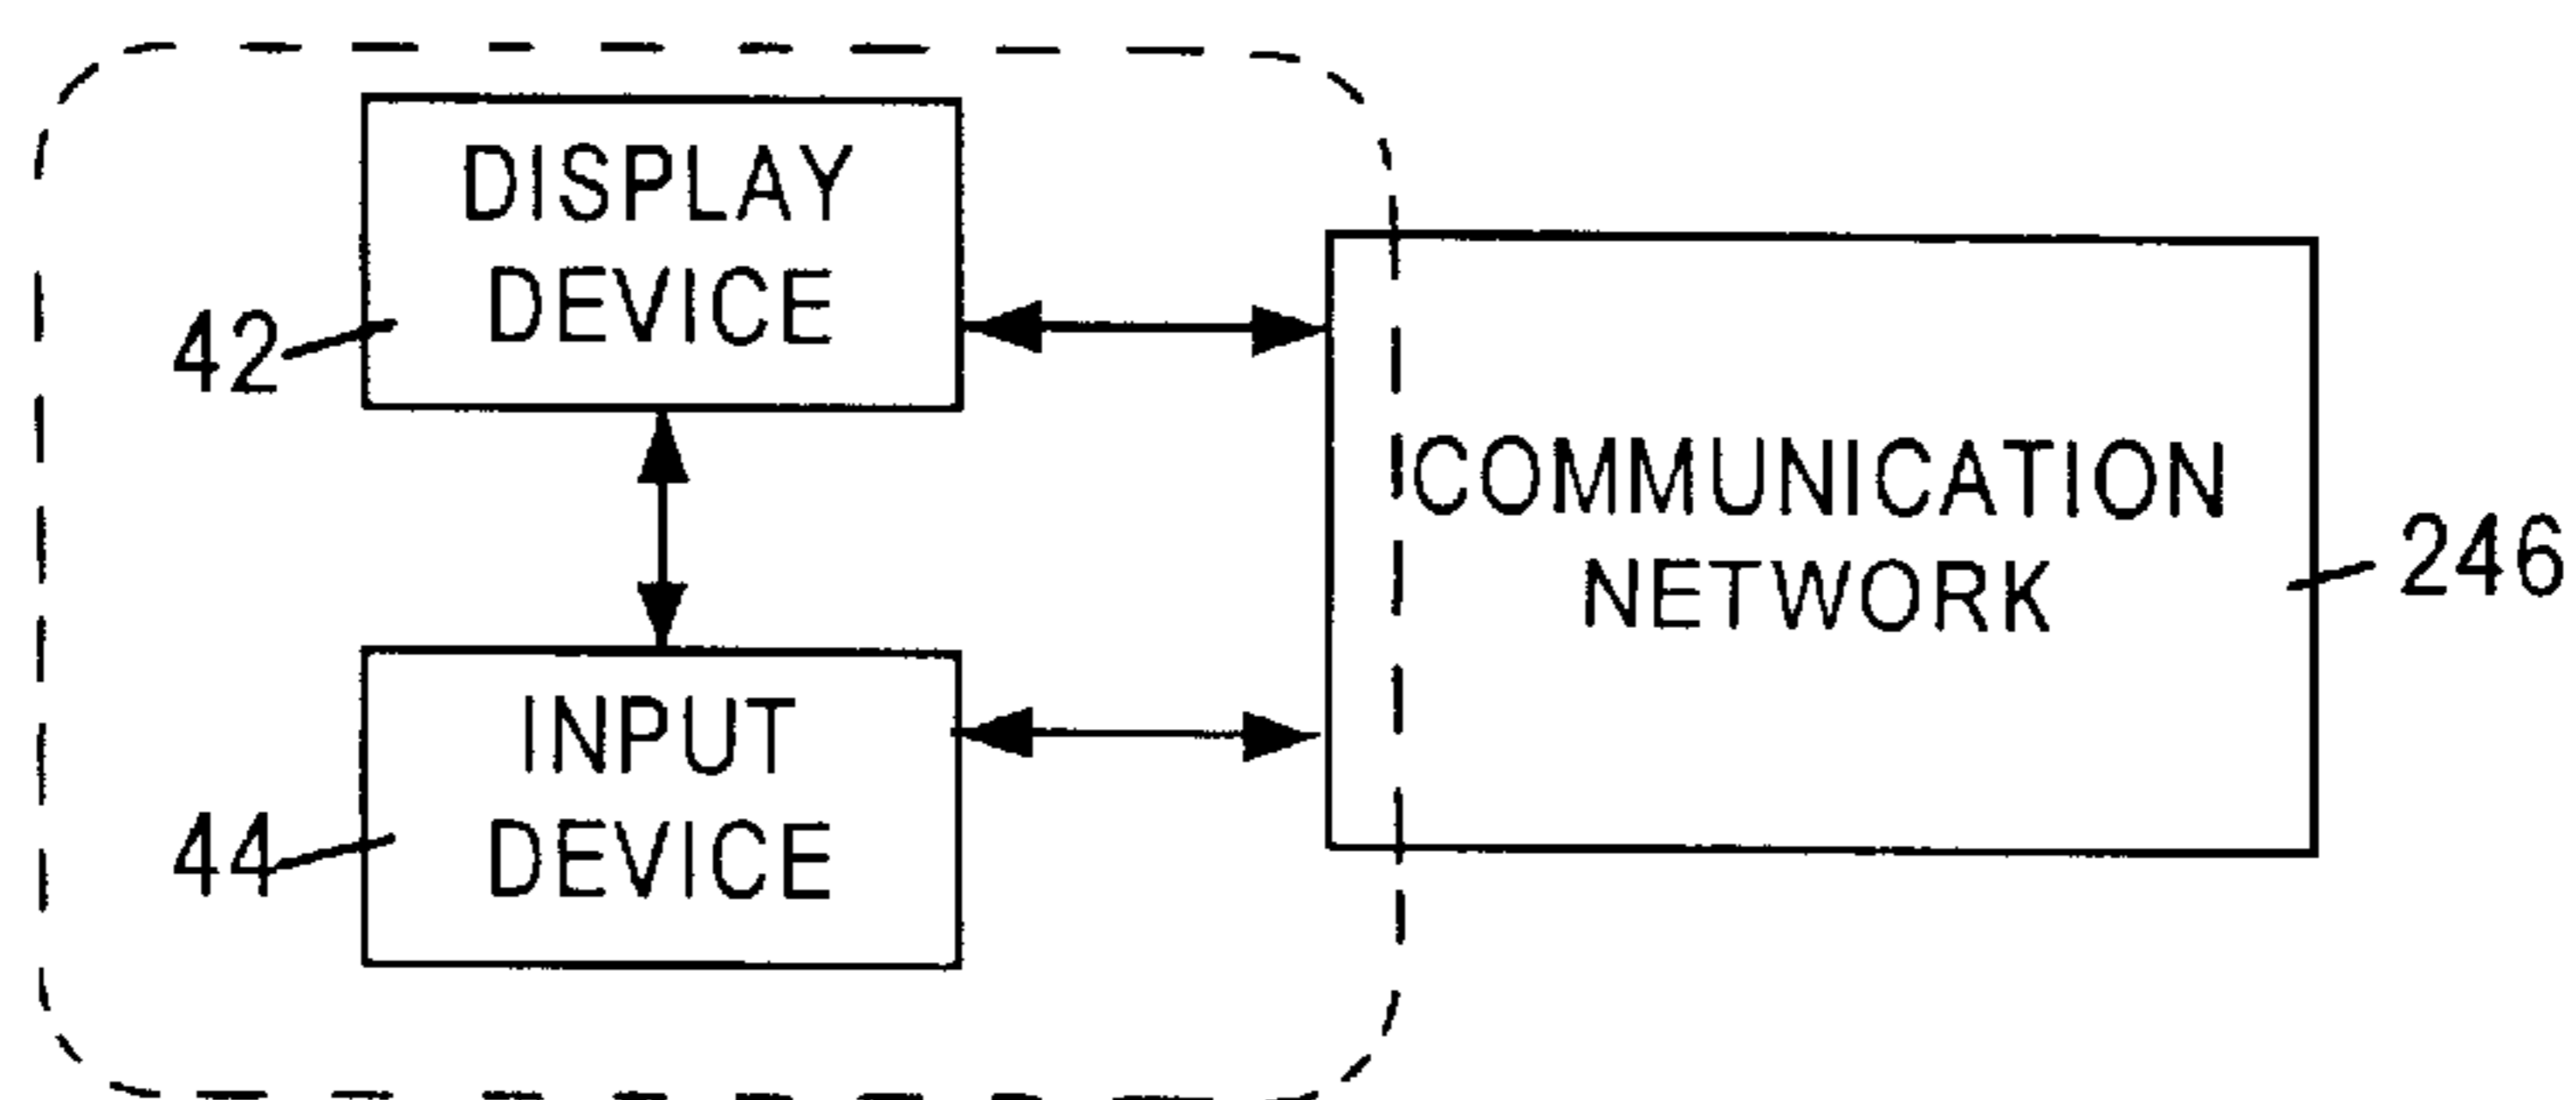 DISPLAY
DEVICE
42
COMMUNICATION
NETWORK
246
INPUT
DEVICE
44